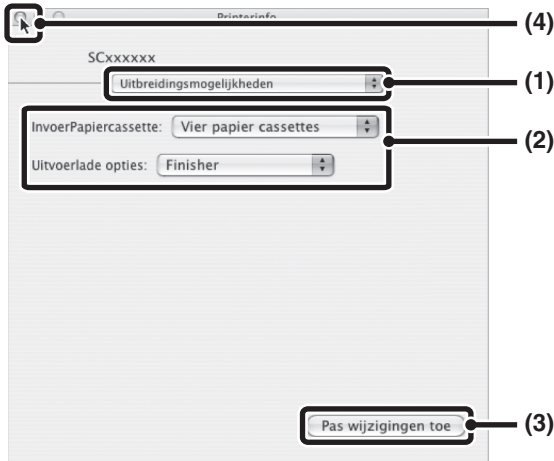 Printerinfo (4)
SCxxxxxx
Uitbreidingsmogelijkheden (1)
InvoerPapiercassette: Vier papier cassettes
(2)
Uitvoerlade opties: Finisher
Pas wijzigingen toe (3)